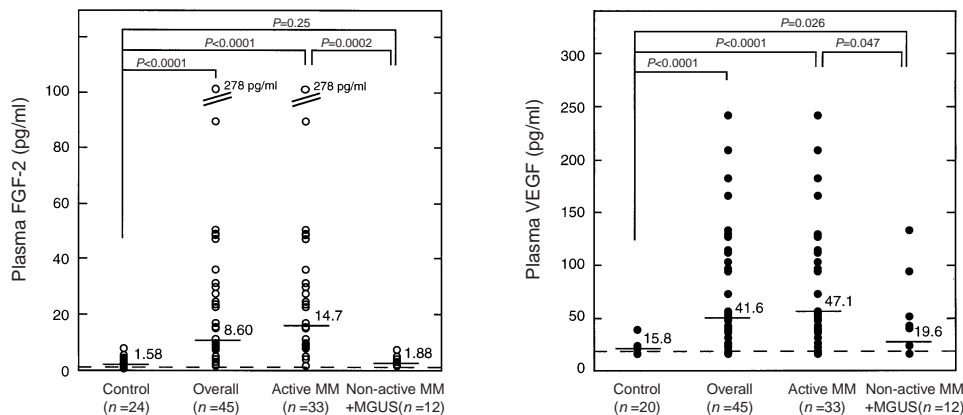 P=0.25
P<0.0001
P=0.0002
P<0.0001
278 pg/ml
278 pg/ml
Plasma FGF-2 (pg/ml)
100
80
60
40
20
0
1.58
8.60
14.7
1.88
Control
(n =24)
Overall
(n =45)
Active MM
(n =33)
Non-active MM
+MGUS(n =12)
P=0.026
P<0.0001
P=0.047
P<0.0001
Plasma VEGF (pg/ml)
340
250
200
150
100
50
0
15.8
41.6
47.1
19.6
Control
(n =20)
Overall
(n =45)
Active MM
(n =33)
Non-active MM
+MGUS(n =12)